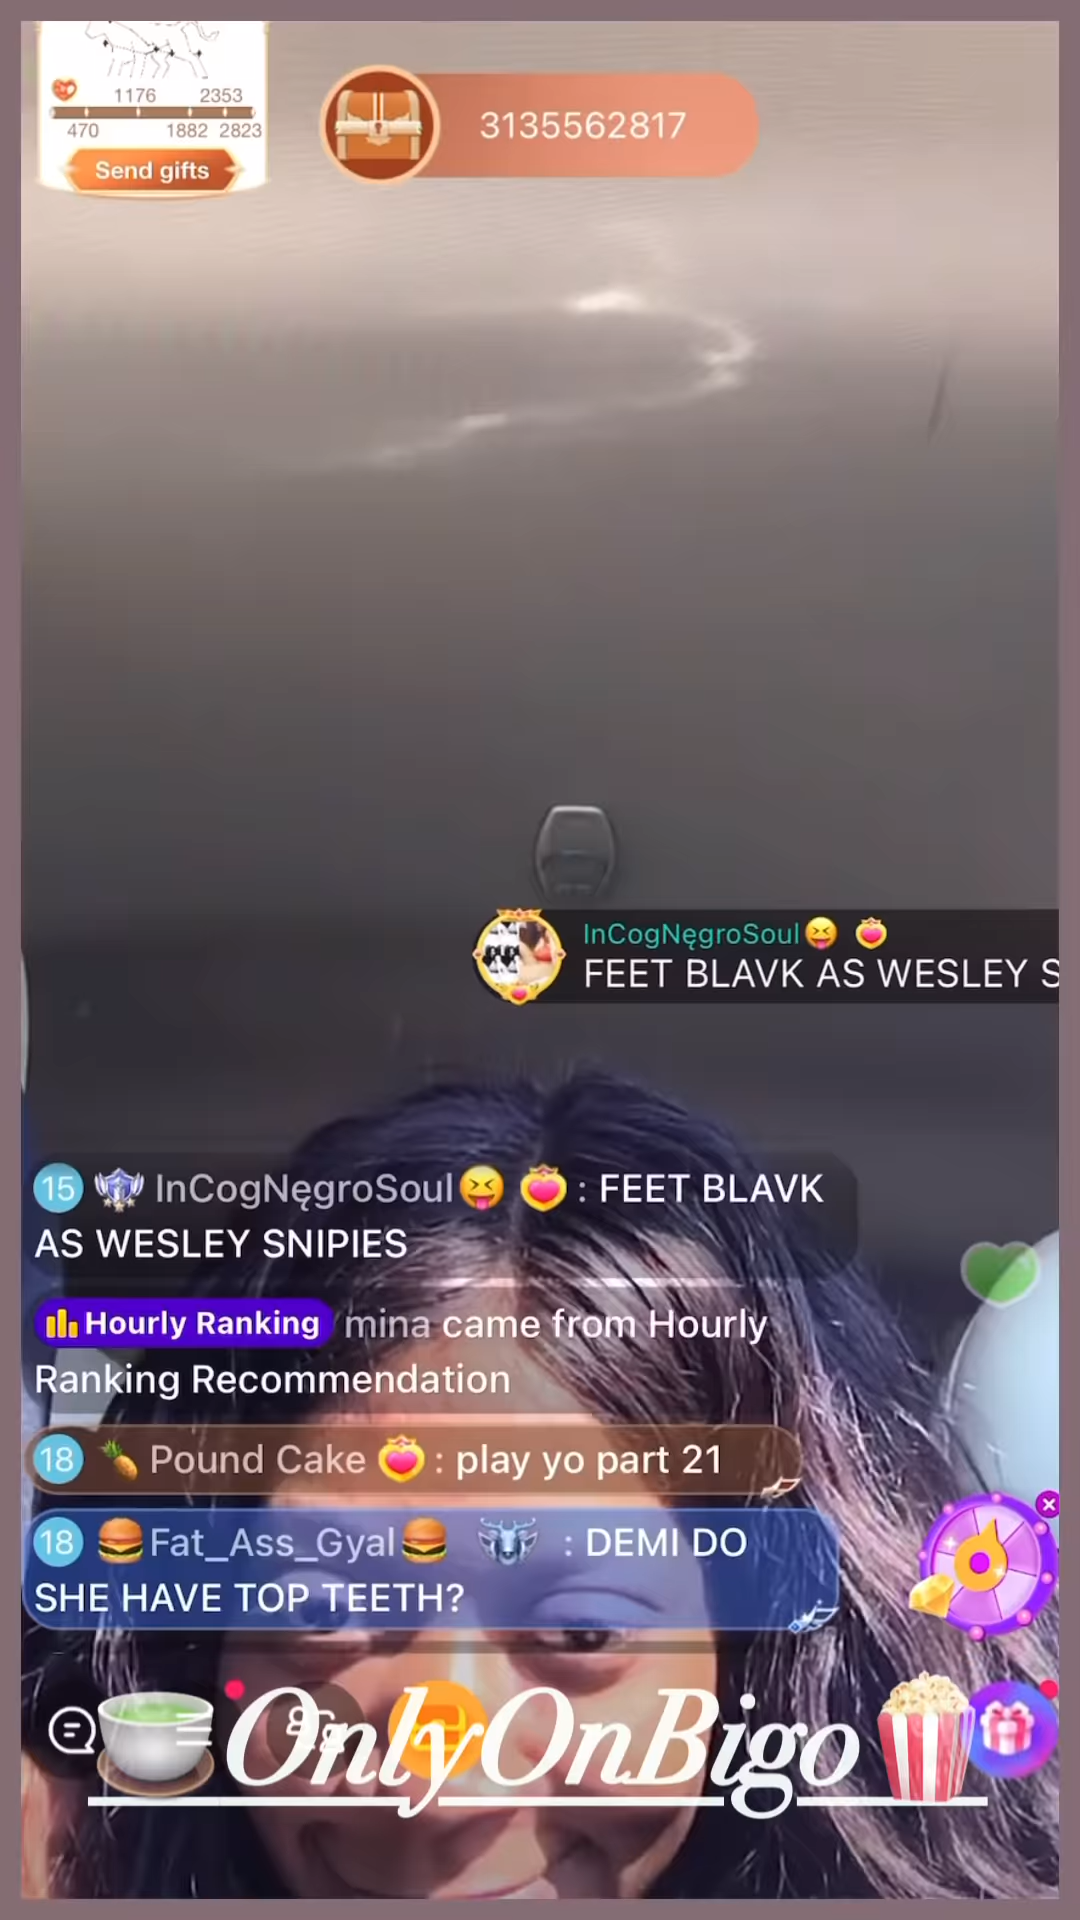 1176 2353
470 1882 2823
Send gifts
3135562817
InCogNęgroSoul😝
FEET BLAVK AS WESLEY S
15 InCogNęgroSoul😝 : FEET BLAVK
AS WESLEY SNIPIES
Hourly Ranking mina came from Hourly
Ranking Recommendation
18 🍍 Pound Cake : play yo part 21
18 🍔Fat_Ass_Gyal🍔 : DEMI DO
SHE HAVE TOP TEETH?
🍵OnlyOnBigo🍿